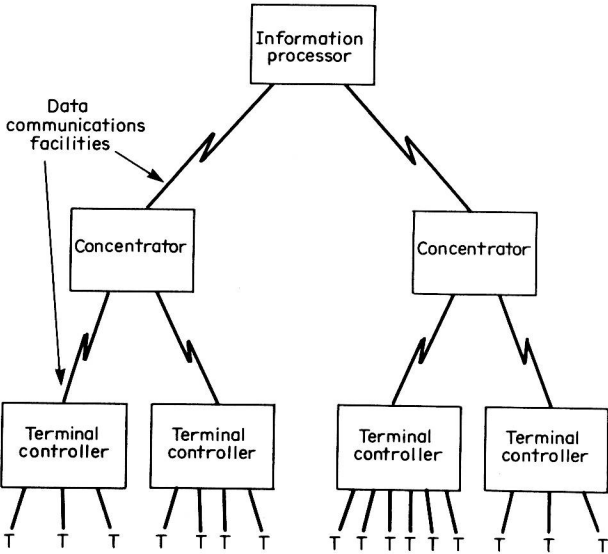 Information
processor
Data
communications
facilities
Concentrator
Concentrator
Terminal
controller
Terminal
controller
Terminal
controller
Terminal
controller
T T T T T T T T T T T T T T T T